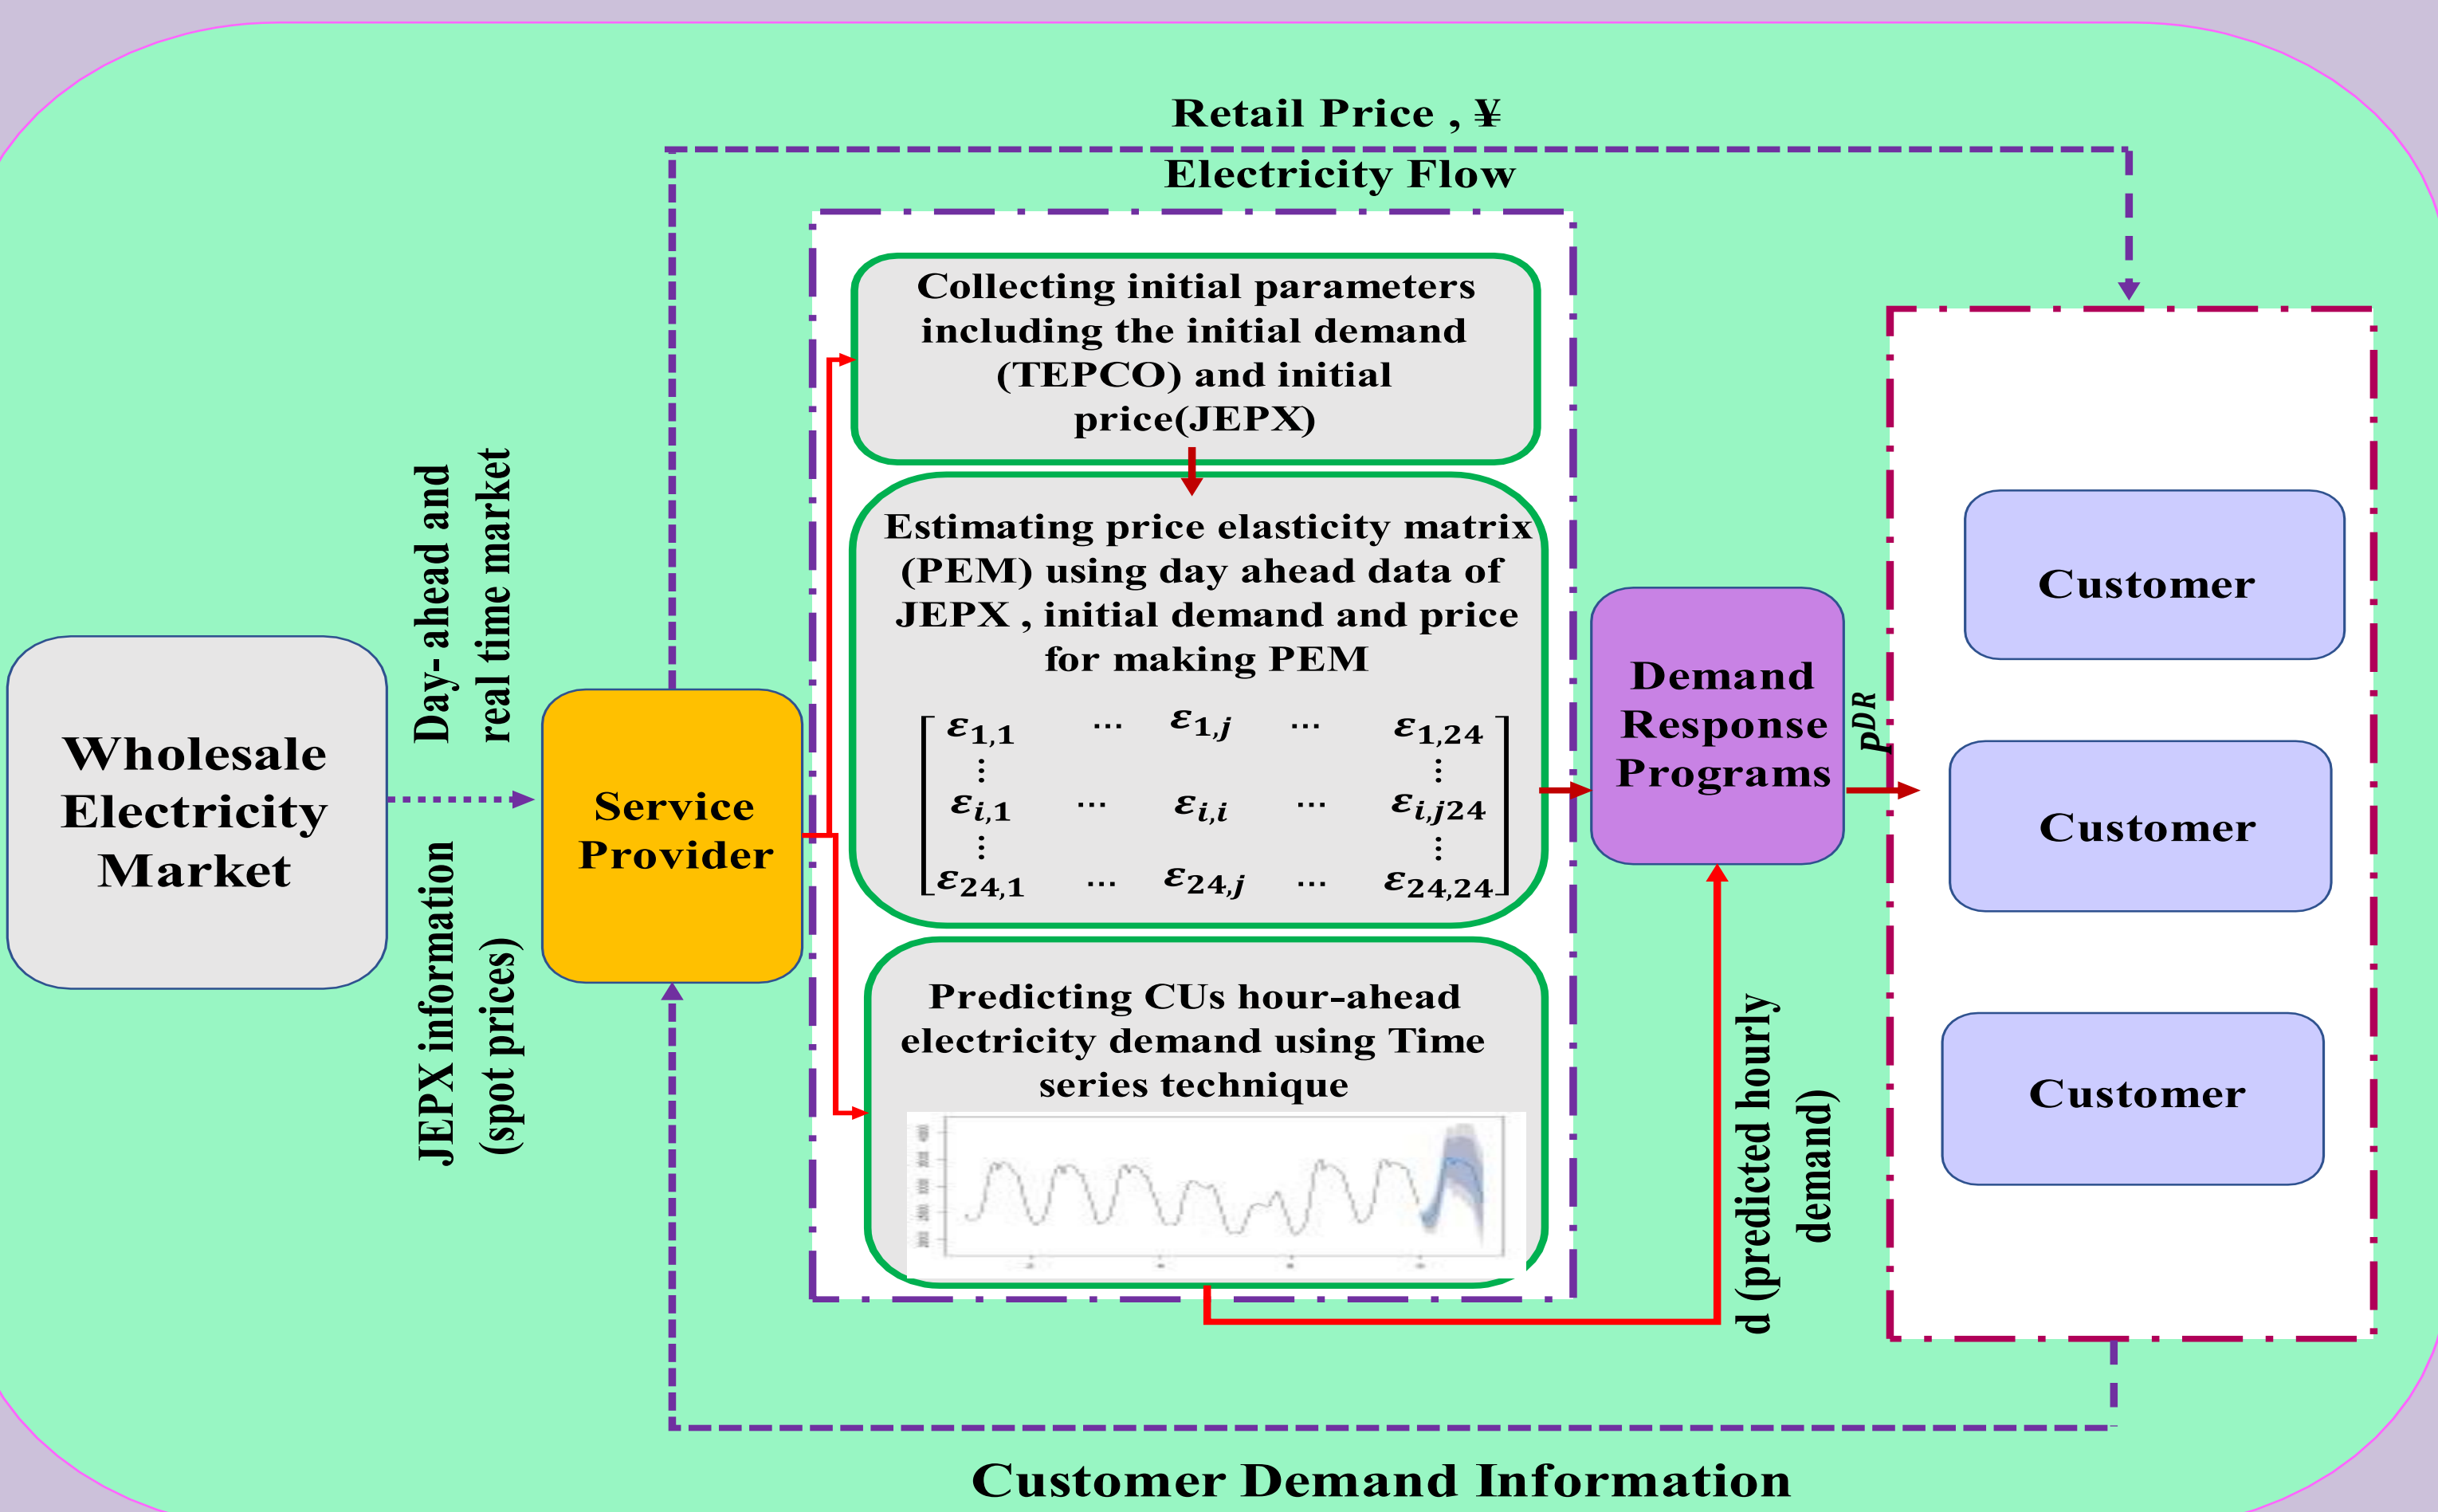 Retail Price , ¥
Electricity Flow
Collecting initial parameters
including the initial demand
(TEPCO) and initial
price(JEPX)
Estimating price elasticity matrix
(PEM) using day ahead data of
JEPX , initial demand and price
for making PEM
ε1,1 ... ε1,j ... ε1,24
⋮ ⋮
εi,1 ... εi,i ... εi,j24
⋮ ⋮
ε24,1 ... ε24,j ... ε24,24
Predicting CUs hour-ahead
electricity demand using Time
series technique
Wholesale
Electricity
Market
Day- ahead and
real time market
JEPX information
(spot prices)
Service
Provider
Demand
Response
Programs
P^DR
d (predicted hourly
demand)
Customer
Customer
Customer
Customer Demand Information